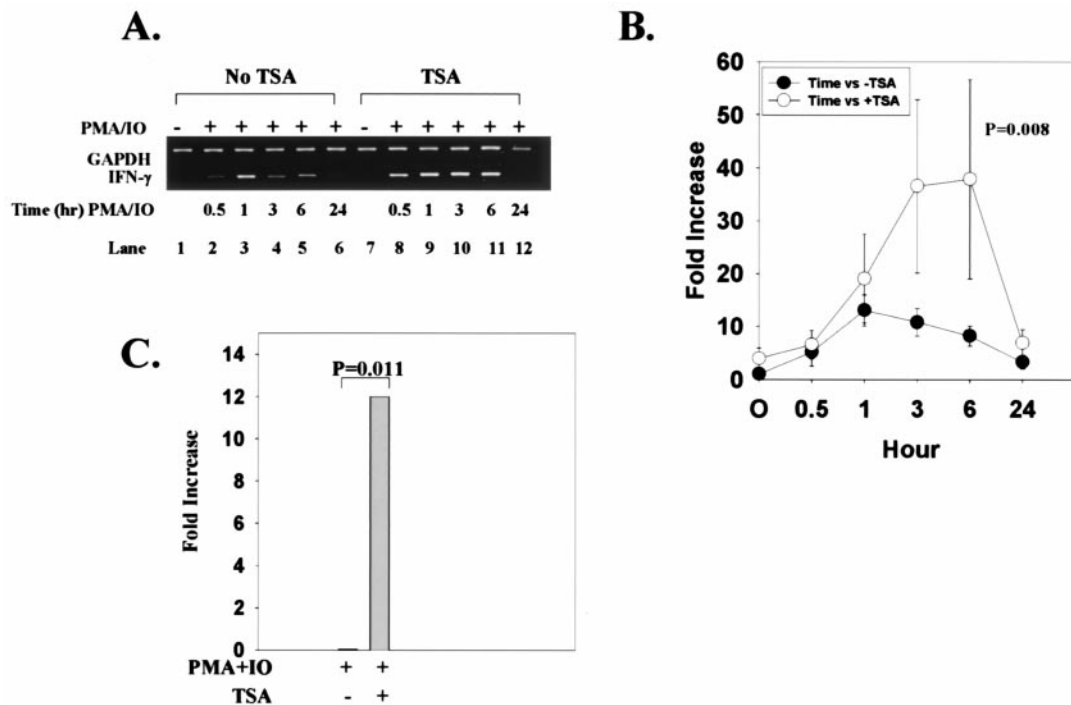 A.
No TSA TSA
PMA/IO - + + + + + - + + + + +
GAPDH
IFN-γ
Time (hr) PMA/IO 0.5 1 3 6 24 0.5 1 3 6 24
Lane 1 2 3 4 5 6 7 8 9 10 11 12
B.
60
50
40
30
20
10
0
Fold Increase
Time vs -TSA
Time vs +TSA
P=0.008
O 0.5 1 3 6 24
Hour
C.
14
12
10
8
6
4
2
0
Fold Increase
P=0.011
PMA+IO + +
TSA - +